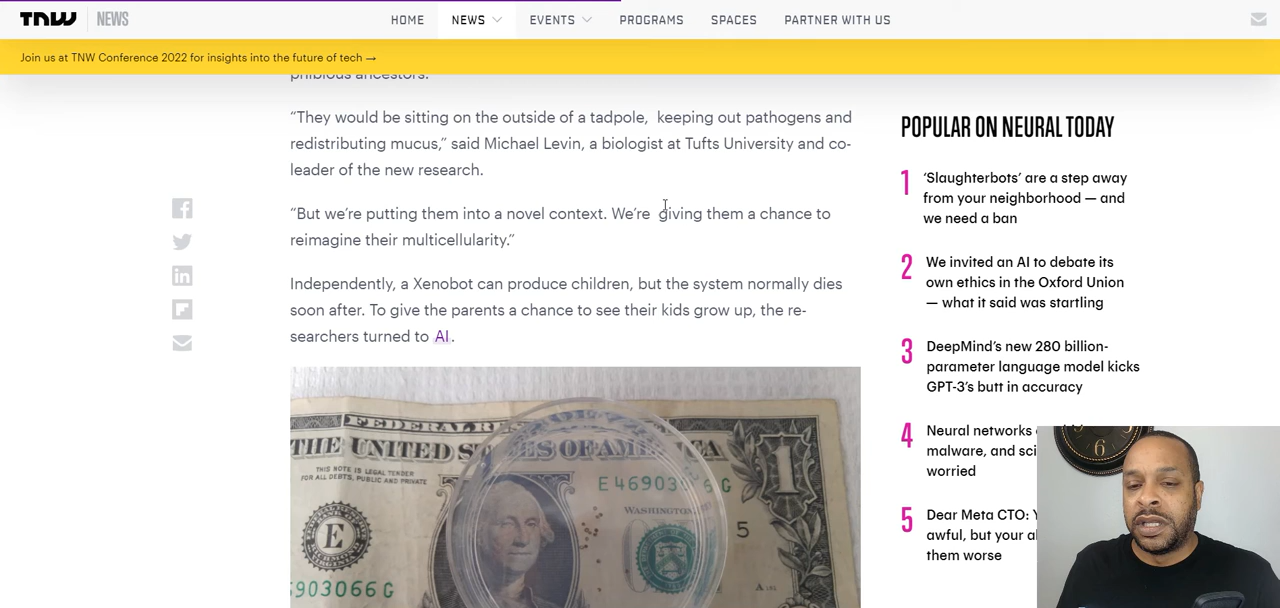 TNW NEWS HOME NEWS EVENTS PROGRAMS SPACES PARTNER WITH US
Join us at TNW Conference 2022 for insights into the future of tech →
phibious ancestors.
“They would be sitting on the outside of a tadpole, keeping out pathogens and
redistributing mucus,” said Michael Levin, a biologist at Tufts University and co-
leader of the new research.
“But we’re putting them into a novel context. We’re giving them a chance to
reimagine their multicellularity.”
Independently, a Xenobot can produce children, but the system normally dies
soon after. To give the parents a chance to see their kids grow up, the re-
searchers turned to AI.
FEDERAL
THE UNITED S OF AMERICA
THIS NOTE IS LEGAL TENDER
FOR ALL DEBTS, PUBLIC AND PRIVATE
E46903 6 G
WASHINGTON
1
E
5
903066 G
POPULAR ON NEURAL TODAY
1 ‘Slaughterbots’ are a step away
from your neighborhood — and
we need a ban
2 We invited an AI to debate its
own ethics in the Oxford Union
— what it said was startling
3 DeepMind’s new 280 billion-
parameter language model kicks
GPT-3’s butt in accuracy
4 Neural networks
malware, and sci
worried
5 Dear Meta CTO: Y
awful, but your a
them worse
6